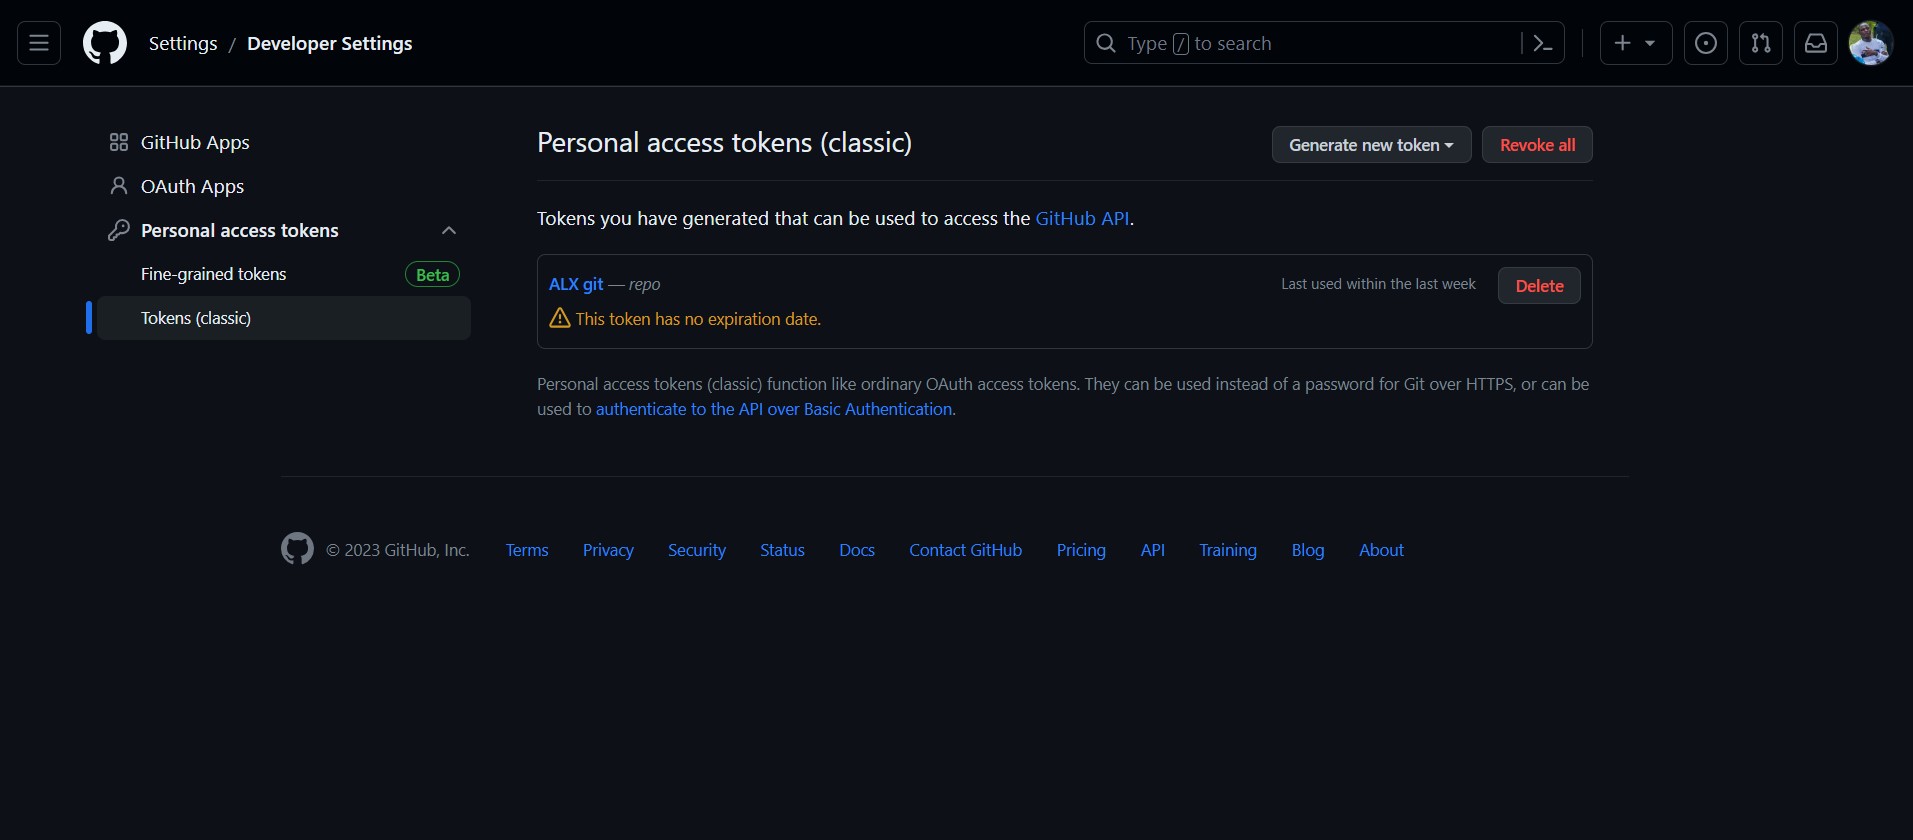 Settings / Developer Settings
Type / to search
GitHub Apps
OAuth Apps
Personal access tokens
Fine-grained tokens Beta
Tokens (classic)
Personal access tokens (classic)
Generate new token
Revoke all
Tokens you have generated that can be used to access the GitHub API.
ALX git — repo
Last used within the last week
Delete
This token has no expiration date.
Personal access tokens (classic) function like ordinary OAuth access tokens. They can be used instead of a password for Git over HTTPS, or can be
used to authenticate to the API over Basic Authentication.
© 2023 GitHub, Inc. Terms Privacy Security Status Docs Contact GitHub Pricing API Training Blog About